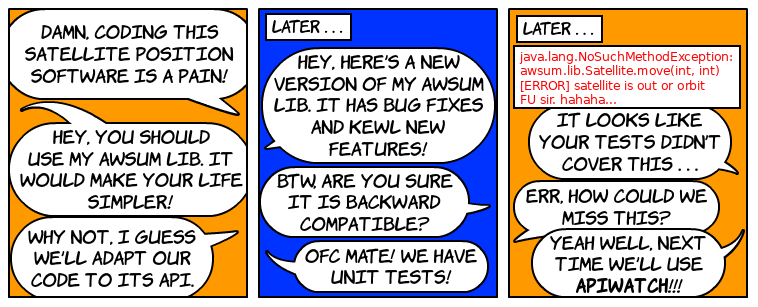 DAMN, CODING THIS
SATELLITE POSITION
SOFTWARE IS A PAIN!
HEY, YOU SHOULD
USE MY AWSUM LIB. IT
WOULD MAKE YOUR LIFE
SIMPLER!
WHY NOT, I GUESS
WE'LL ADAPT OUR
CODE TO ITS API.
LATER . . .
HEY, HERE'S A NEW
VERSION OF MY AWSUM
LIB. IT HAS BUG FIXES
AND KEWL NEW
FEATURES!
BTW, ARE YOU SURE
IT IS BACKWARD
COMPATIBLE?
OFC MATE! WE HAVE
UNIT TESTS!
LATER . . .
java.lang.NoSuchMethodException:
awsum.lib.Satellite.move(int, int)
[ERROR] satellite is out or orbit
FU sir. hahaha...
IT LOOKS LIKE
YOUR TESTS DIDN'T
COVER THIS . . .
ERR, HOW COULD WE
MISS THIS?
YEAH WELL, NEXT
TIME WE'LL USE
APIWATCH!!!